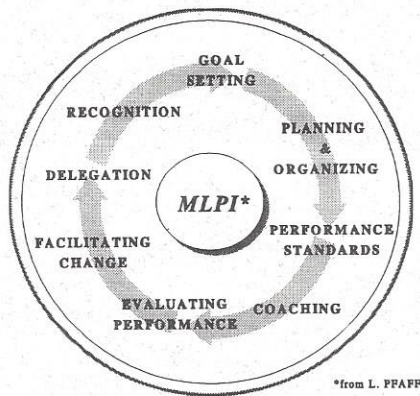 GOAL
SETTING
PLANNING
&
ORGANIZING
PERFORMANCE
STANDARDS
COACHING
EVALUATING
PERFORMANCE
FACILITATING
CHANGE
DELEGATION
RECOGNITION
MLPI*
*from L. PFAFF